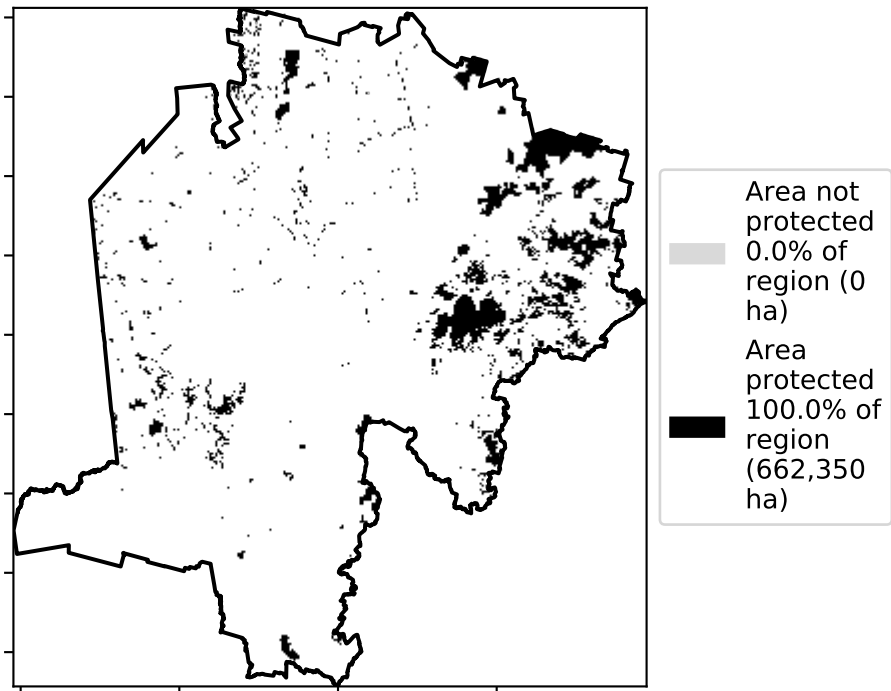 Area not
protected
0.0% of
region (0
ha)
Area
protected
100.0% of
region
(662,350
ha)